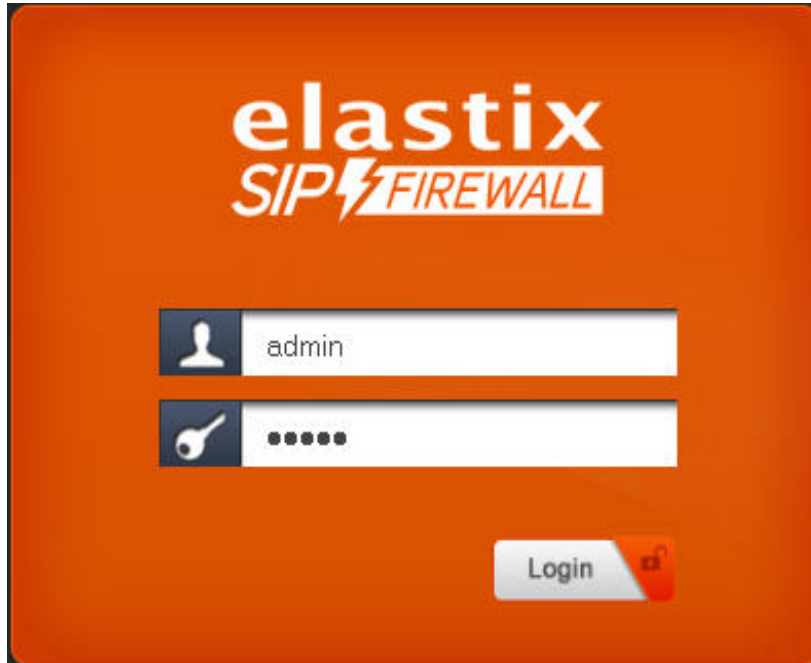 elastix
SIP FIREWALL
admin
•••••
Login